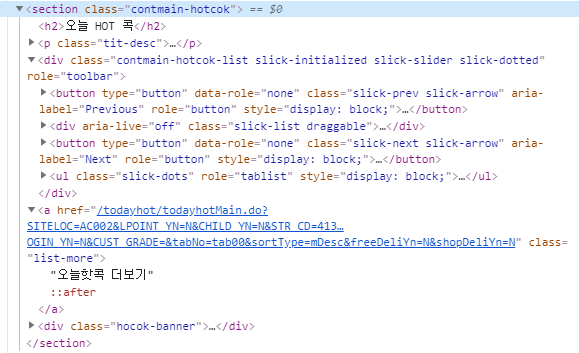 ▼<section class="contmain-hotcok"> == $0
<h2>오늘 HOT 콕</h2>
▶<p class="tit-desc">…</p>
▼<div class="contmain-hotcok-list slick-initialized slick-slider slick-dotted"
role="toolbar">
▶<button type="button" data-role="none" class="slick-prev slick-arrow" aria-
label="Previous" role="button" style="display: block;">…</button>
▶<div aria-live="off" class="slick-list draggable">…</div>
▶<button type="button" data-role="none" class="slick-next slick-arrow" aria-
label="Next" role="button" style="display: block;">…</button>
▶<ul class="slick-dots" role="tablist" style="display: block;">…</ul>
</div>
▼<a href="/todayhot/todayhotMain.do?
SITELOC=AC002&LPOINT_YN=N&CHILD_YN=N&STR_CD=413…
OGIN_YN=N&CUST_GRADE=&tabNo=tab00&sortType=mDesc&freeDeliYn=N&shopDeliYn=N" class=
"list-more">
"오늘핫콕 더보기"
::after
</a>
▶<div class="hocok-banner">…</div>
</section>